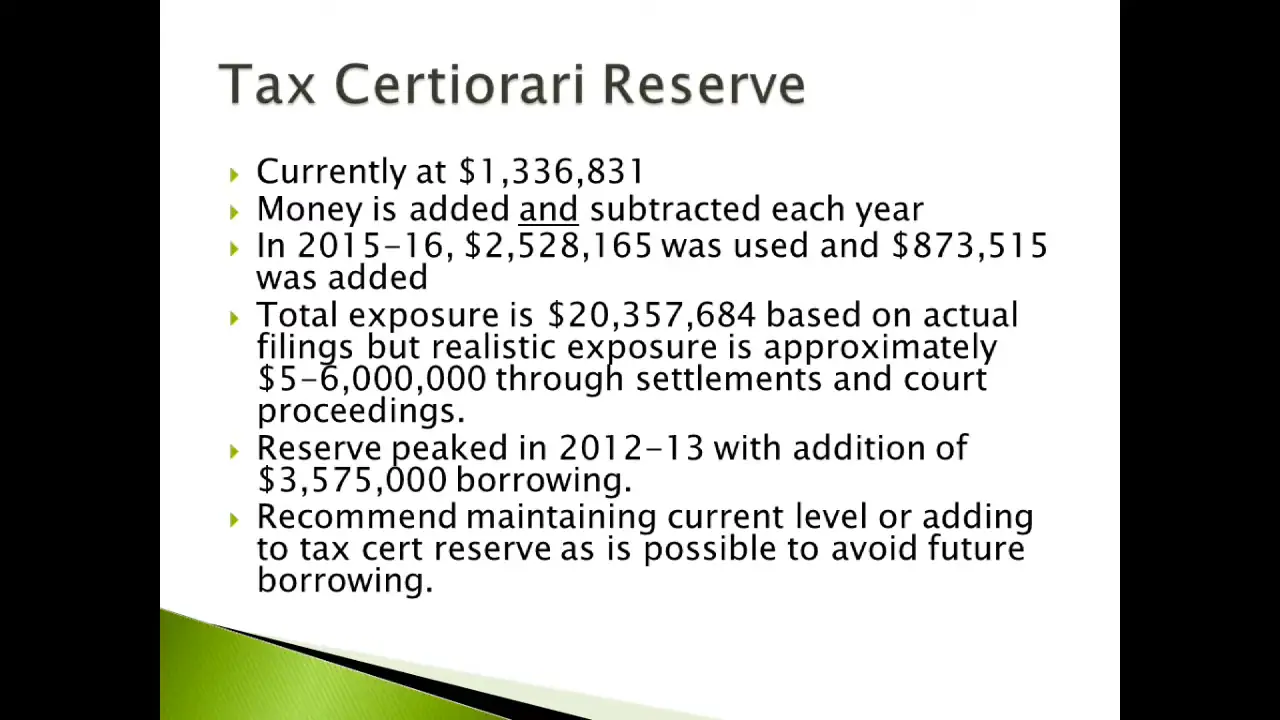 Tax Certiorari Reserve
Currently at $1,336,831
Money is added and subtracted each year
In 2015-16, $2,528,165 was used and $873,515
was added
Total exposure is $20,357,684 based on actual
filings but realistic exposure is approximately
$5-6,000,000 through settlements and court
proceedings.
Reserve peaked in 2012-13 with addition of
$3,575,000 borrowing.
Recommend maintaining current level or adding
to tax cert reserve as is possible to avoid future
borrowing.